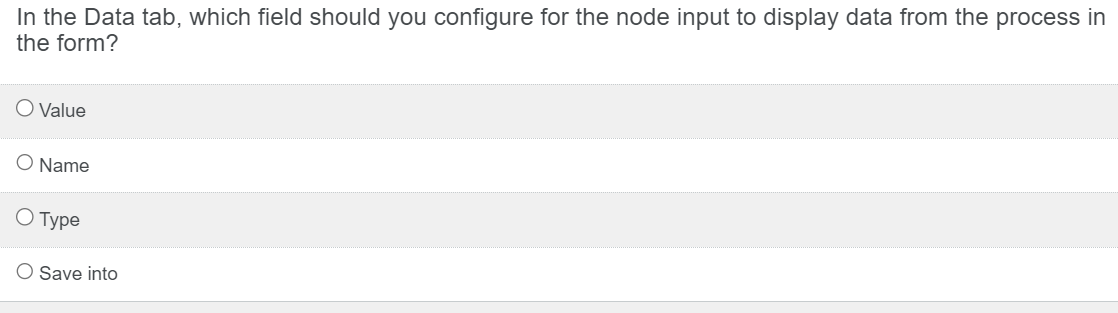 In the Data tab, which field should you configure for the node input to display data from the process in
the form?
Value
Name
Type
Save into